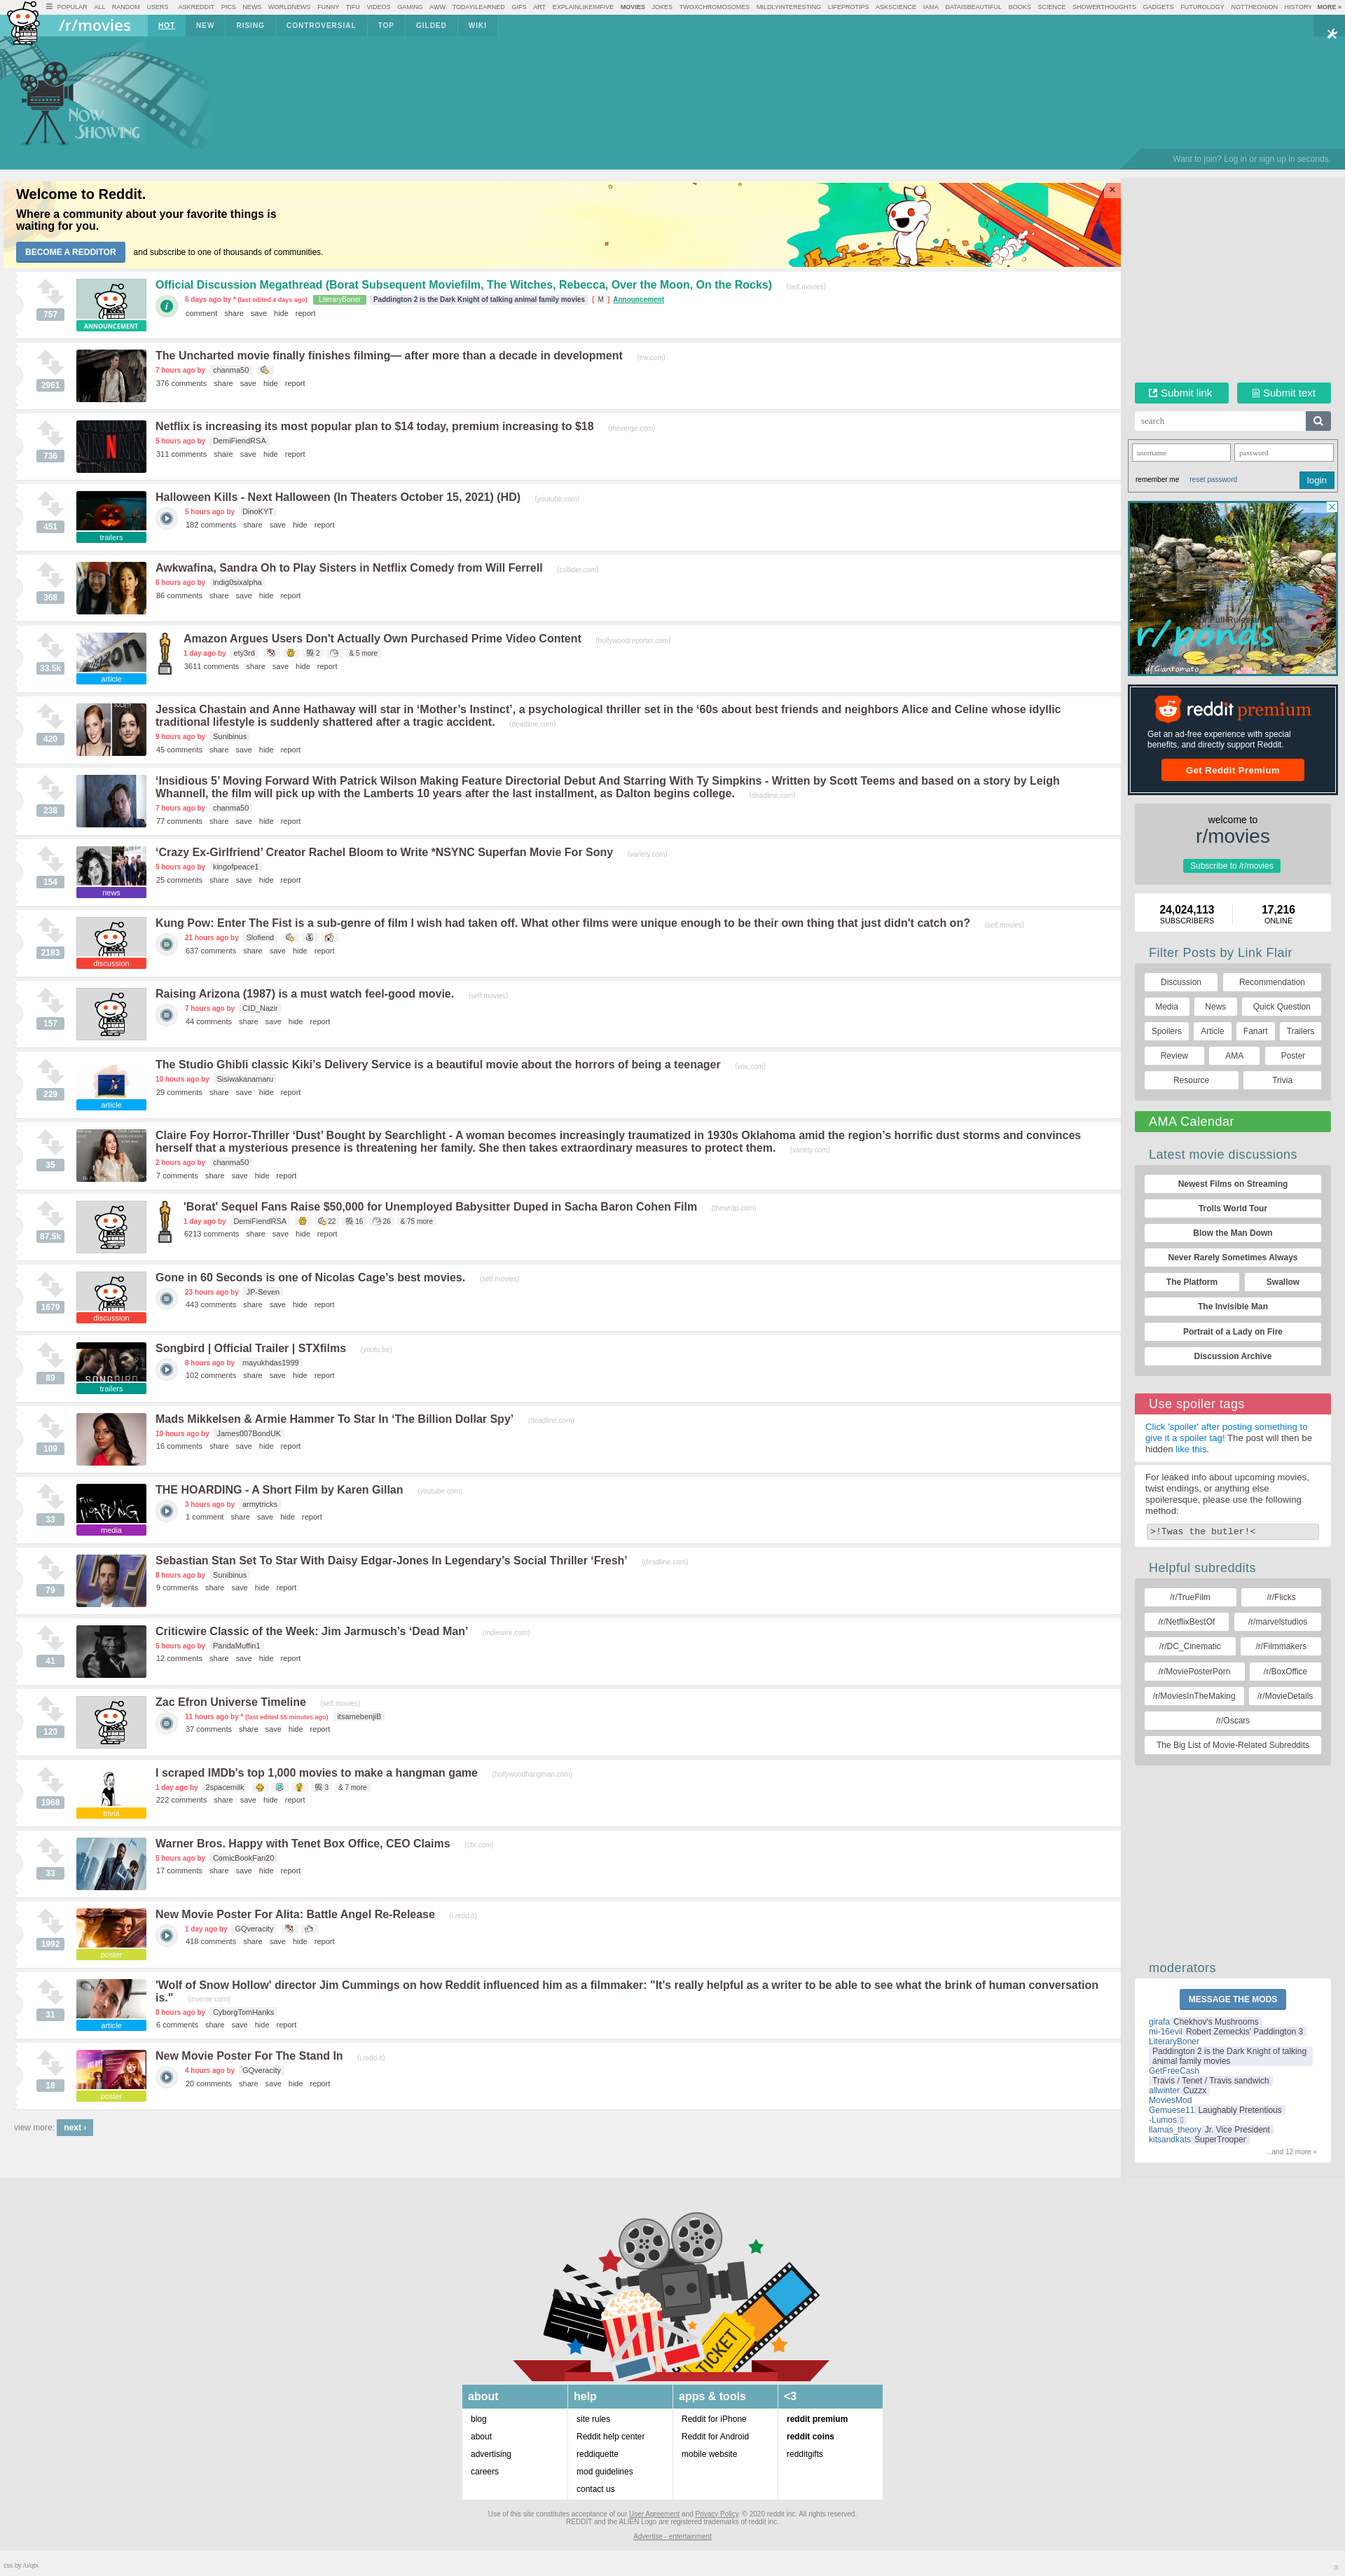 POPULAR ALL RANDOM USERS ASKREDDIT PICS NEWS WORLDNEWS FUNNY TIFU VIDEOS GAMING AWW TODAYILEARNED GIFS ART EXPLAINLIKEIMFIVE MOVIES JOKES TWOXCHROMOSOMES MILDLYINTERESTING LIFEPROTIPS ASKSCIENCE IAMA DATAISBEAUTIFUL BOOKS SCIENCE SHOWERTHOUGHTS GADGETS FUTUROLOGY NOTTHEONION HISTORY MORE »
/r/movies HOT NEW RISING CONTROVERSIAL TOP GILDED WIKI
NOW SHOWING
Want to join? Log in or sign up in seconds.
Welcome to Reddit.
Where a community about your favorite things is
waiting for you.
BECOME A REDDITOR and subscribe to one of thousands of communities.
Official Discussion Megathread (Borat Subsequent Moviefilm, The Witches, Rebecca, Over the Moon, On the Rocks) (self.movies)
757
ANNOUNCEMENT
6 days ago by * (last edited 4 days ago) LiteraryBoner Paddington 2 is the Dark Knight of talking animal family movies [ M ] Announcement
comment share save hide report
The Uncharted movie finally finishes filming— after more than a decade in development (ew.com)
2961
7 hours ago by chanma50
376 comments share save hide report
Netflix is increasing its most popular plan to $14 today, premium increasing to $18 (theverge.com)
736
5 hours ago by DemiFiendRSA
311 comments share save hide report
Halloween Kills - Next Halloween (In Theaters October 15, 2021) (HD) (youtube.com)
451
trailers
5 hours ago by DinoKYT
182 comments share save hide report
Awkwafina, Sandra Oh to Play Sisters in Netflix Comedy from Will Ferrell (collider.com)
368
6 hours ago by indig0sixalpha
86 comments share save hide report
Amazon Argues Users Don't Actually Own Purchased Prime Video Content (hollywoodreporter.com)
33.5k
article
1 day ago by ety3rd 2 & 5 more
3611 comments share save hide report
Jessica Chastain and Anne Hathaway will star in ‘Mother’s Instinct’, a psychological thriller set in the ‘60s about best friends and neighbors Alice and Celine whose idyllic
traditional lifestyle is suddenly shattered after a tragic accident. (deadline.com)
420
9 hours ago by Sunibinus
45 comments share save hide report
‘Insidious 5’ Moving Forward With Patrick Wilson Making Feature Directorial Debut And Starring With Ty Simpkins - Written by Scott Teems and based on a story by Leigh
Whannell, the film will pick up with the Lamberts 10 years after the last installment, as Dalton begins college. (deadline.com)
238
7 hours ago by chanma50
77 comments share save hide report
‘Crazy Ex-Girlfriend’ Creator Rachel Bloom to Write *NSYNC Superfan Movie For Sony (variety.com)
154
news
5 hours ago by kingofpeace1
25 comments share save hide report
Kung Pow: Enter The Fist is a sub-genre of film I wish had taken off. What other films were unique enough to be their own thing that just didn't catch on? (self.movies)
2183
discussion
21 hours ago by Slofiend
637 comments share save hide report
Raising Arizona (1987) is a must watch feel-good movie. (self.movies)
157
7 hours ago by CID_Nazir
44 comments share save hide report
The Studio Ghibli classic Kiki’s Delivery Service is a beautiful movie about the horrors of being a teenager (vox.com)
229
article
10 hours ago by Sisiwakanamaru
29 comments share save hide report
Claire Foy Horror-Thriller ‘Dust’ Bought by Searchlight - A woman becomes increasingly traumatized in 1930s Oklahoma amid the region’s horrific dust storms and convinces
herself that a mysterious presence is threatening her family. She then takes extraordinary measures to protect them. (variety.com)
35
2 hours ago by chanma50
7 comments share save hide report
'Borat' Sequel Fans Raise $50,000 for Unemployed Babysitter Duped in Sacha Baron Cohen Film (thewrap.com)
87.5k
1 day ago by DemiFiendRSA 22 16 26 & 75 more
6213 comments share save hide report
Gone in 60 Seconds is one of Nicolas Cage’s best movies. (self.movies)
1679
discussion
23 hours ago by JP-Seven
443 comments share save hide report
Songbird | Official Trailer | STXfilms (youtu.be)
89
SONGBIRD
trailers
8 hours ago by mayukhdas1999
102 comments share save hide report
Mads Mikkelsen & Armie Hammer To Star In ‘The Billion Dollar Spy’ (deadline.com)
109
10 hours ago by James007BondUK
16 comments share save hide report
THE HOARDING - A Short Film by Karen Gillan (youtube.com)
33
THE HOARDING
media
3 hours ago by armytricks
1 comment share save hide report
Sebastian Stan Set To Star With Daisy Edgar-Jones In Legendary’s Social Thriller ‘Fresh’ (deadline.com)
79
8 hours ago by Sunibinus
9 comments share save hide report
Criticwire Classic of the Week: Jim Jarmusch’s ‘Dead Man’ (indiewire.com)
41
5 hours ago by PandaMuffin1
12 comments share save hide report
Zac Efron Universe Timeline (self.movies)
120
11 hours ago by * (last edited 55 minutes ago) itsamebenjiB
37 comments share save hide report
I scraped IMDb's top 1,000 movies to make a hangman game (hollywoodhangman.com)
1968
trivia
1 day ago by 2spacemilk 3 & 7 more
222 comments share save hide report
Warner Bros. Happy with Tenet Box Office, CEO Claims (cbr.com)
33
5 hours ago by ComicBookFan20
17 comments share save hide report
New Movie Poster For Alita: Battle Angel Re-Release (i.redd.it)
1992
poster
1 day ago by GQveracity
418 comments share save hide report
'Wolf of Snow Hollow' director Jim Cummings on how Reddit influenced him as a filmmaker: "It's really helpful as a writer to be able to see what the brink of human conversation
is." (inverse.com)
31
article
8 hours ago by CyborgTomHanks
6 comments share save hide report
New Movie Poster For The Stand In (i.redd.it)
18
poster
4 hours ago by GQveracity
20 comments share save hide report
view more: next ›
Submit link Submit text
search
username password
remember me reset password login
r/ponds
u/Giantomato
reddit premium
Get an ad-free experience with special
benefits, and directly support Reddit.
Get Reddit Premium
welcome to
r/movies
Subscribe to /r/movies
24,024,113 17,216
SUBSCRIBERS ONLINE
Filter Posts by Link Flair
Discussion Recommendation
Media News Quick Question
Spoilers Article Fanart Trailers
Review AMA Poster
Resource Trivia
AMA Calendar
Latest movie discussions
Newest Films on Streaming
Trolls World Tour
Blow the Man Down
Never Rarely Sometimes Always
The Platform Swallow
The Invisible Man
Portrait of a Lady on Fire
Discussion Archive
Use spoiler tags
Click 'spoiler' after posting something to
give it a spoiler tag! The post will then be
hidden like this.
For leaked info about upcoming movies,
twist endings, or anything else
spoileresque, please use the following
method:
>!Twas the butler!<
Helpful subreddits
/r/TrueFilm /r/Flicks
/r/NetflixBestOf /r/marvelstudios
/r/DC_Cinematic /r/Filmmakers
/r/MoviePosterPorn /r/BoxOffice
/r/MoviesInTheMaking /r/MovieDetails
/r/Oscars
The Big List of Movie-Related Subreddits
moderators
MESSAGE THE MODS
girafa Chekhov's Mushrooms
mi-16evil Robert Zemeckis' Paddington 3
LiteraryBoner
Paddington 2 is the Dark Knight of talking
animal family movies
GetFreeCash
Travis / Tenet / Travis sandwich
allwinter Cuzzx
MoviesMod
Gemuese11 Laughably Pretentious
-Lumos
llamas_theory Jr. Vice President
kitsandkats SuperTrooper
...and 12 more »
TICKET
about help apps & tools <3
blog site rules Reddit for iPhone reddit premium
about Reddit help center Reddit for Android reddit coins
advertising reddiquette mobile website redditgifts
careers mod guidelines
contact us
Use of this site constitutes acceptance of our User Agreement and Privacy Policy. © 2020 reddit inc. All rights reserved.
REDDIT and the ALIEN Logo are registered trademarks of reddit inc.
Advertise - entertainment
css by /u/qtx
π